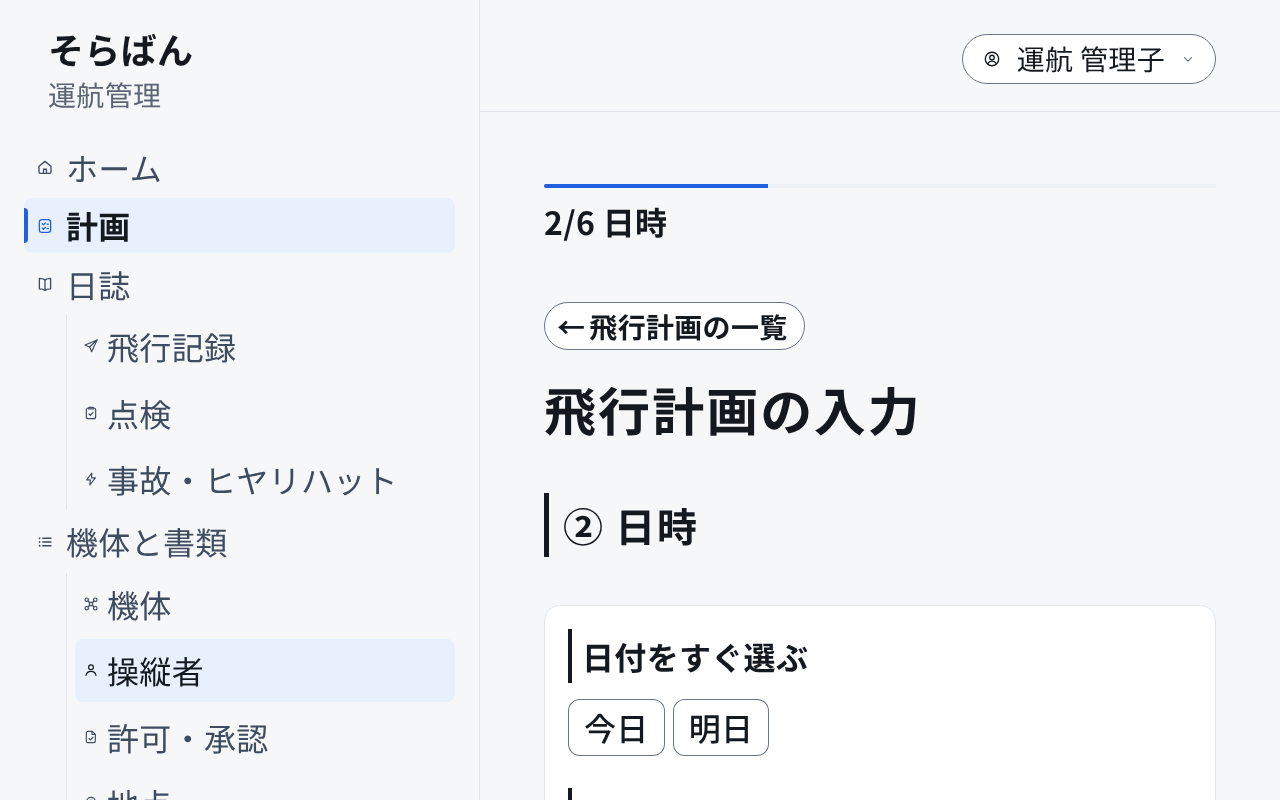 そらばん
運航管理
ホーム
計画
日誌
飛行記録
点検
事故・ヒヤリハット
機体と書類
機体
操縦者
許可・承認
地点
運航 管理子
2/6 日時
← 飛行計画の一覧
飛行計画の入力
② 日時
日付をすぐ選ぶ
今日
明日